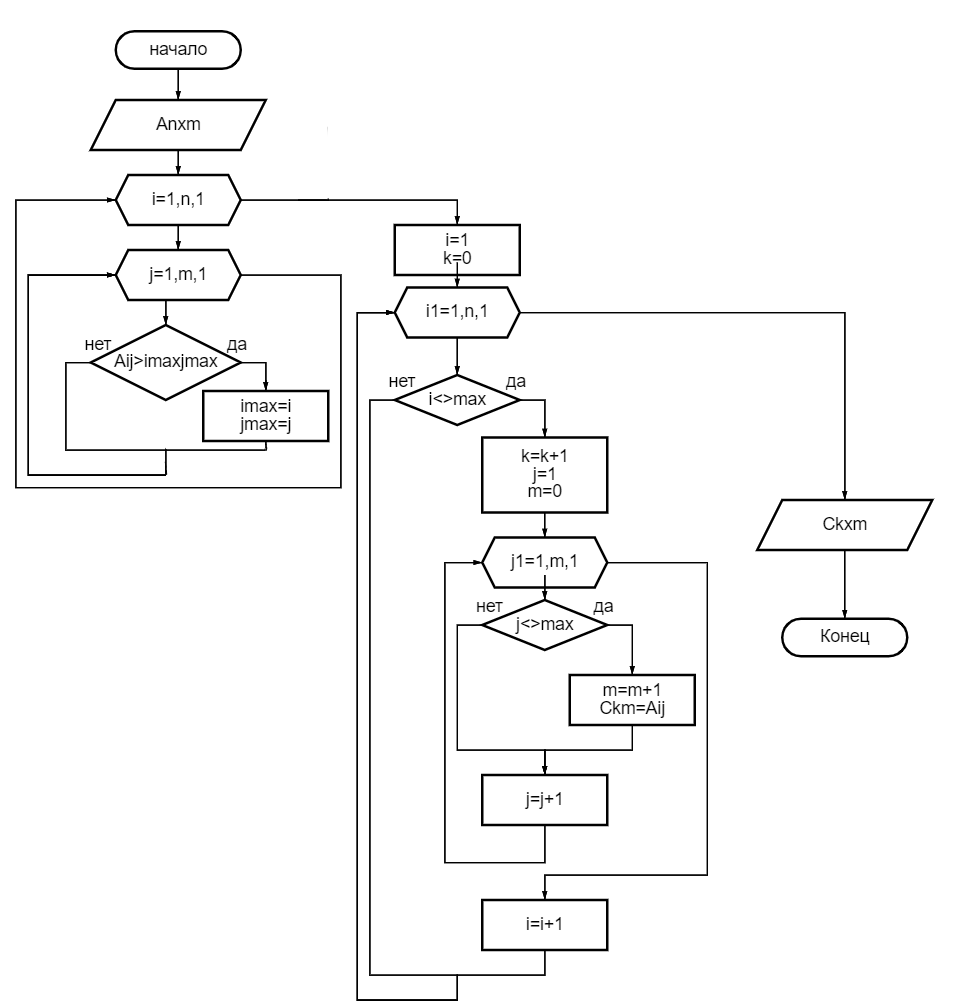 начало
Anxm
i=1,n,1
j=1,m,1
нет
да
Aij>imaxjmax
imax=i
jmax=j
i=1
k=0
i1=1,n,1
нет
да
i<>max
k=k+1
j=1
m=0
j1=1,m,1
нет
да
j<>max
m=m+1
Ckm=Aij
j=j+1
i=i+1
Ckxm
Конец